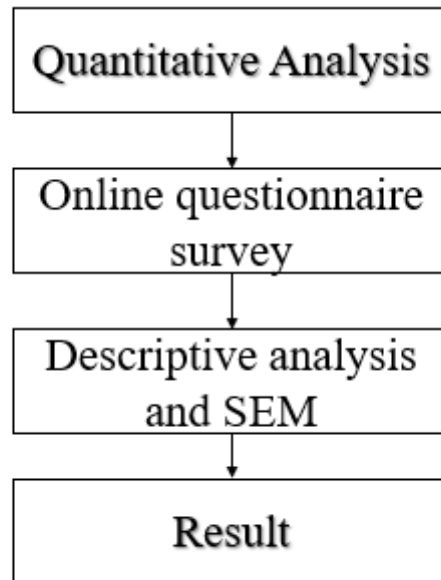 Quantitative Analysis
Online questionnaire
survey
Descriptive analysis
and SEM
Result